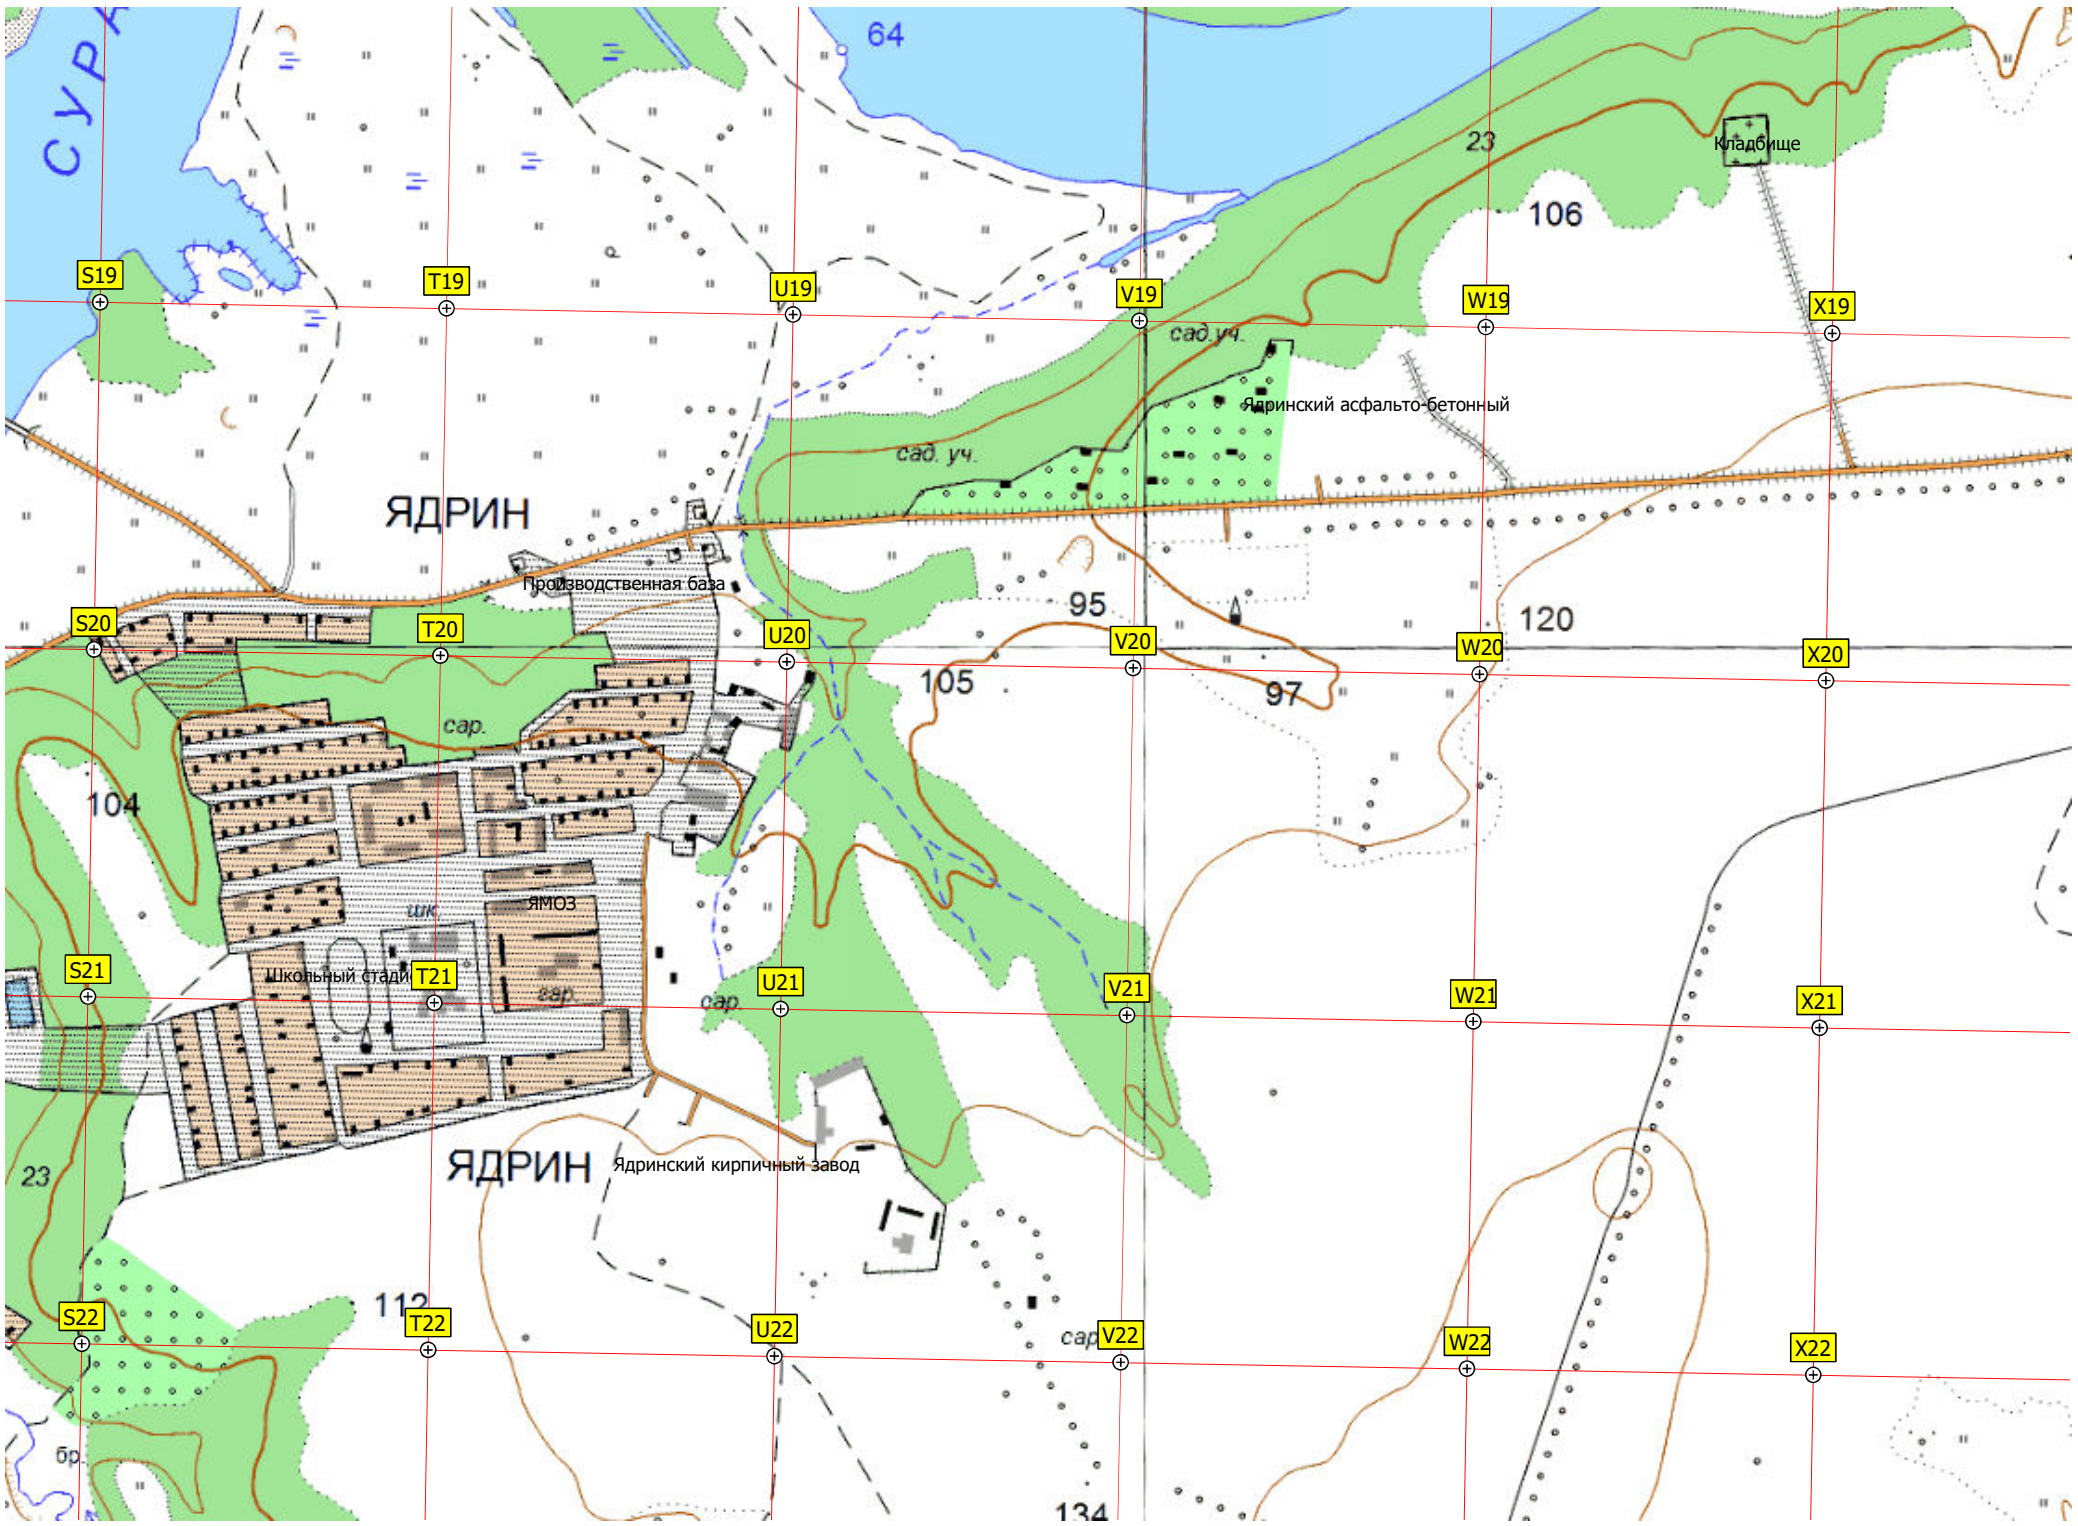 СУРА
64
23
Кладбище
106
S19
T19
U19
V19
W19
X19
сад.уч.
Ядринский асфальто-бетонный
сад. уч.
ЯДРИН
Производственная база
95
120
S20
T20
U20
V20
W20
X20
105
97
сар.
104
ЯМОЗ
шк.
Школьный стади
S21
T21
U21
V21
W21
X21
сар.
сар.
ЯДРИН
Ядринский кирпичный завод
23
112
S22
T22
U22
V22
W22
X22
сар
бр.
134